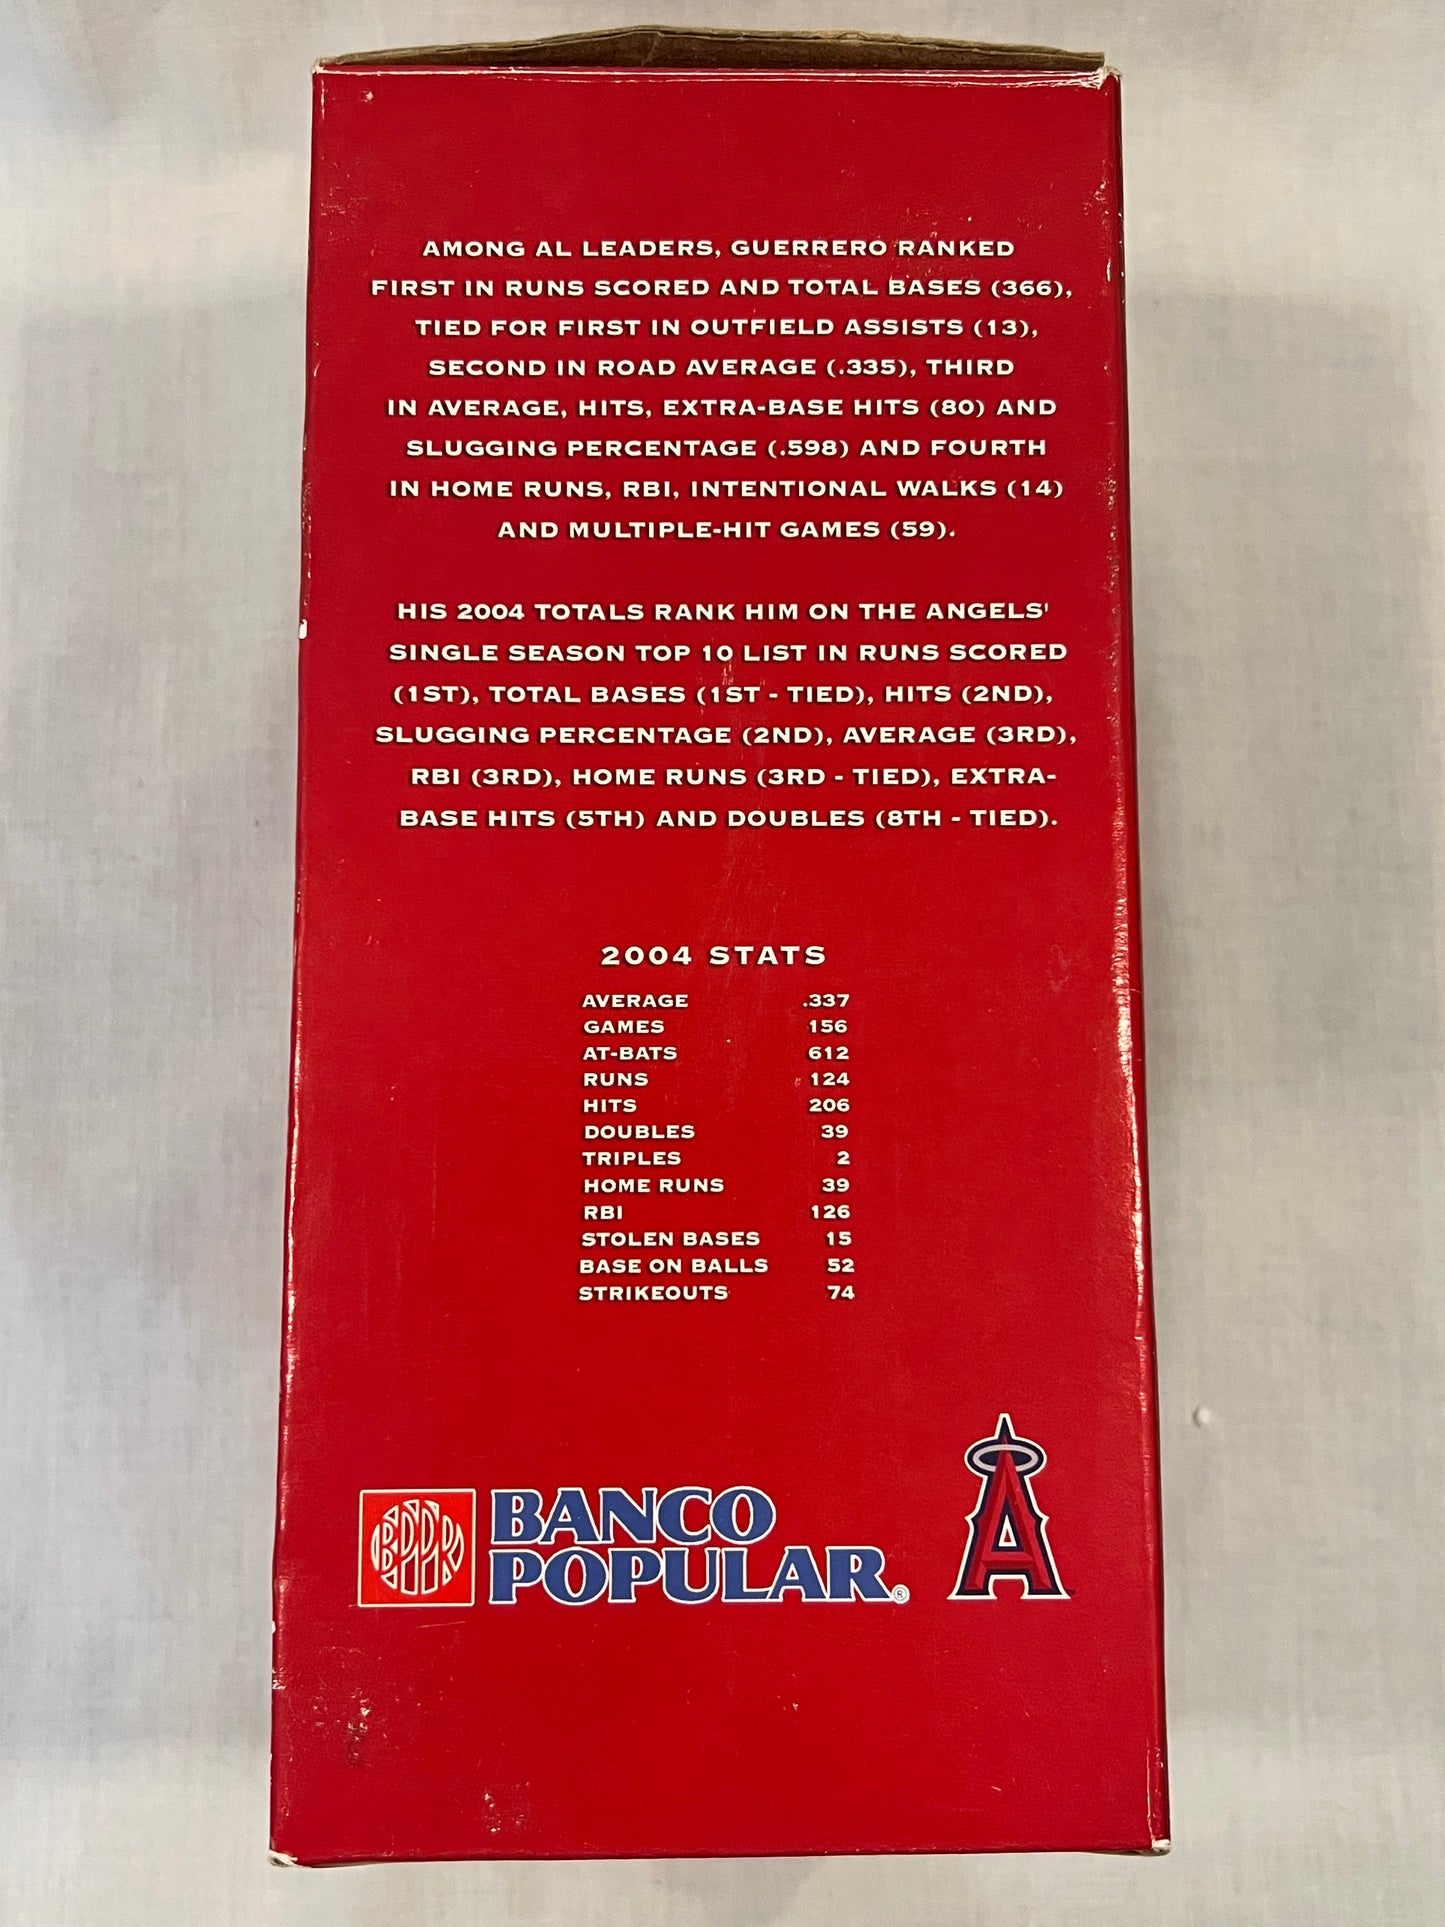 AMONG AL LEADERS, GUERRERO RANKED
FIRST IN RUNS SCORED AND TOTAL BASES (366),
TIED FOR FIRST IN OUTFIELD ASSISTS (13),
SECOND IN ROAD AVERAGE (.335), THIRD
IN AVERAGE, HITS, EXTRA-BASE HITS (80) AND
SLUGGING PERCENTAGE (.598) AND FOURTH
IN HOME RUNS, RBI, INTENTIONAL WALKS (14)
AND MULTIPLE-HIT GAMES (59).
HIS 2004 TOTALS RANK HIM ON THE ANGELS'
SINGLE SEASON TOP 10 LIST IN RUNS SCORED
(1ST), TOTAL BASES (1ST - TIED), HITS (2ND),
SLUGGING PERCENTAGE (2ND), AVERAGE (3RD),
RBI (3RD), HOME RUNS (3RD - TIED), EXTRA-
BASE HITS (5TH) AND DOUBLES (8TH - TIED).
2004 STATS
AVERAGE .337
GAMES 156
AT-BATS 612
RUNS 124
HITS 206
DOUBLES 39
TRIPLES 2
HOME RUNS 39
RBI 126
STOLEN BASES 15
BASE ON BALLS 52
STRIKEOUTS 74
BPPR
BANCO
POPULAR®
A